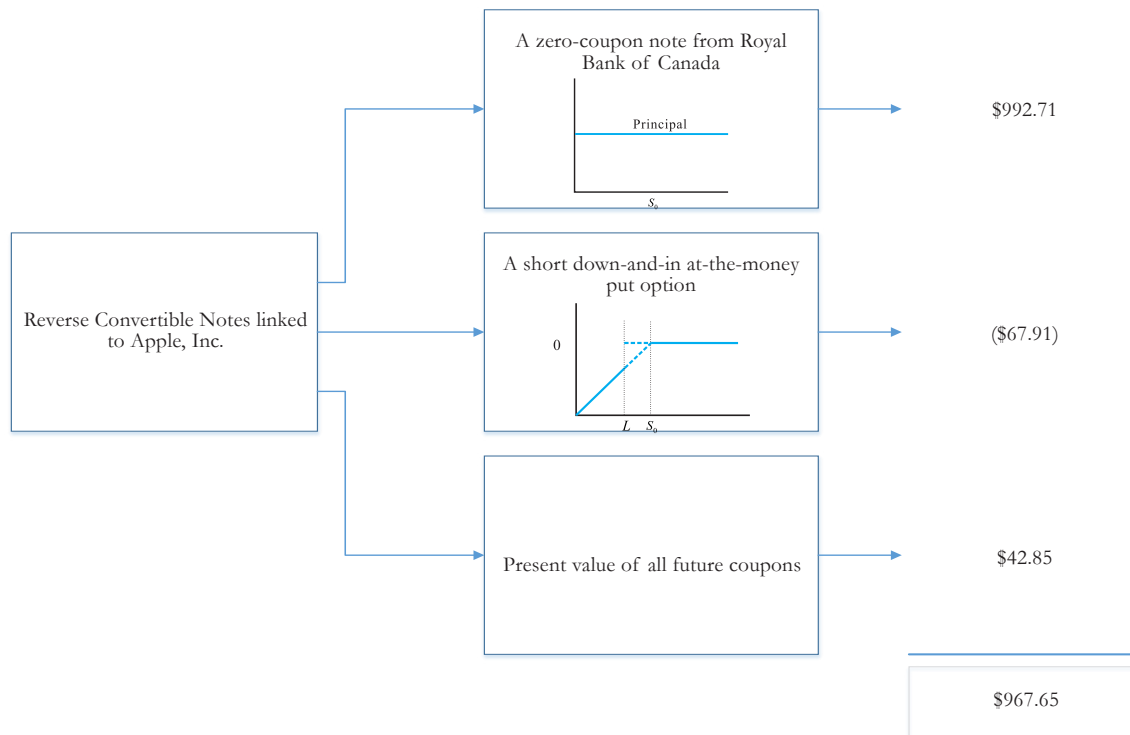 A zero-coupon note from Royal
Bank of Canada
Principal
S₀
$992.71
Reverse Convertible Notes linked
to Apple, Inc.
A short down-and-in at-the-money
put option
0
L S₀
($67.91)
Present value of all future coupons
$42.85
$967.65